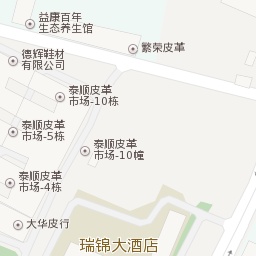 益康百年
生态养生馆
繁荣皮革
德辉鞋材
有限公司
泰顺皮革
市场-10栋
泰顺皮革
市场-5栋
泰顺皮革
市场-10幢
泰顺皮革
市场-4栋
大华皮行
瑞锦大酒店